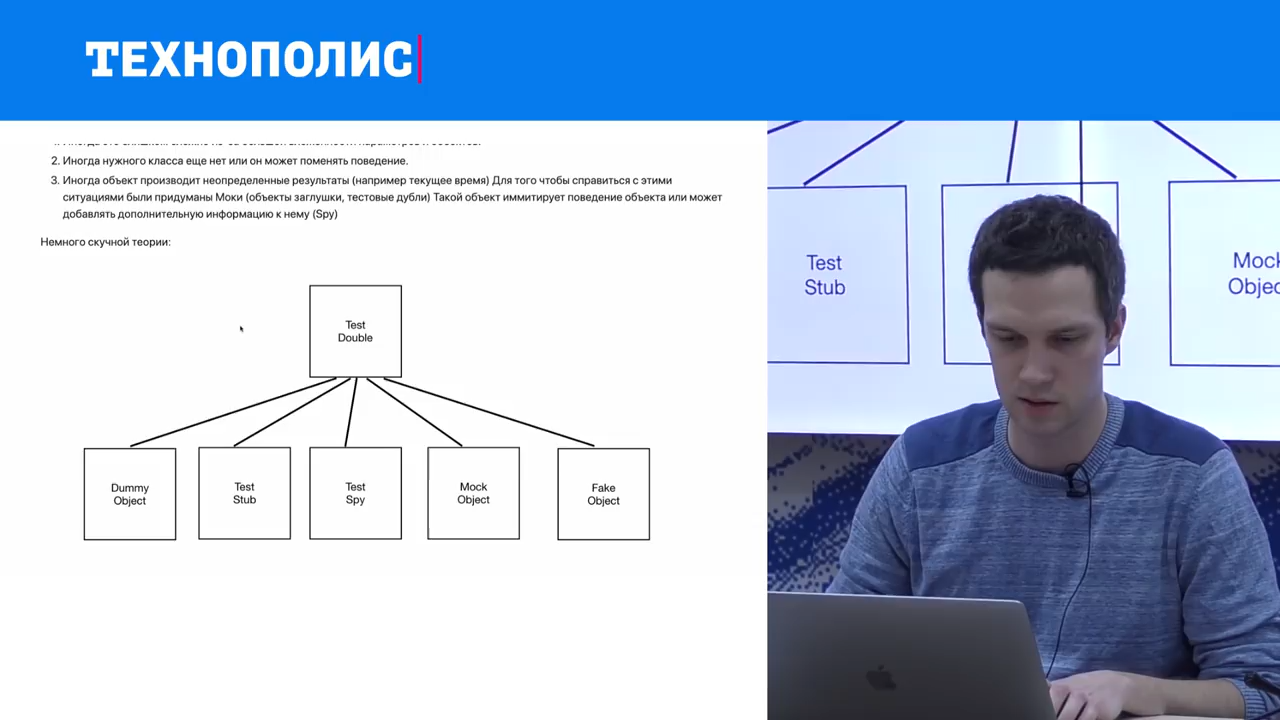 ТЕХНОПОЛИС
2. Иногда нужного класса еще нет или он может поменять поведение.
3. Иногда объект производит неопределенные результаты (например текущее время) Для того чтобы справиться с этими
ситуациями были придуманы Моки (объекты заглушки, тестовые дубли) Такой объект иммитирует поведение объекта или может
добавлять дополнительную информацию к нему (Spy)
Немного скучной теории:
Test
Double
Dummy
Object
Test
Stub
Test
Spy
Mock
Object
Fake
Object
Test
Stub
Mock
Objec